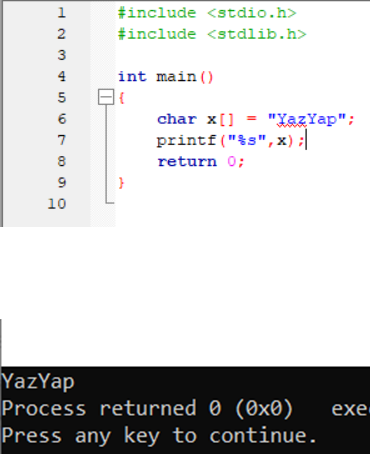 1 #include <stdio.h>
2 #include <stdlib.h>
3
4 int main()
5 {
6 char x[] = "YazYap";
7 printf("%s",x);
8 return 0;
9 }
10
YazYap
Process returned 0 (0x0) exe
Press any key to continue.